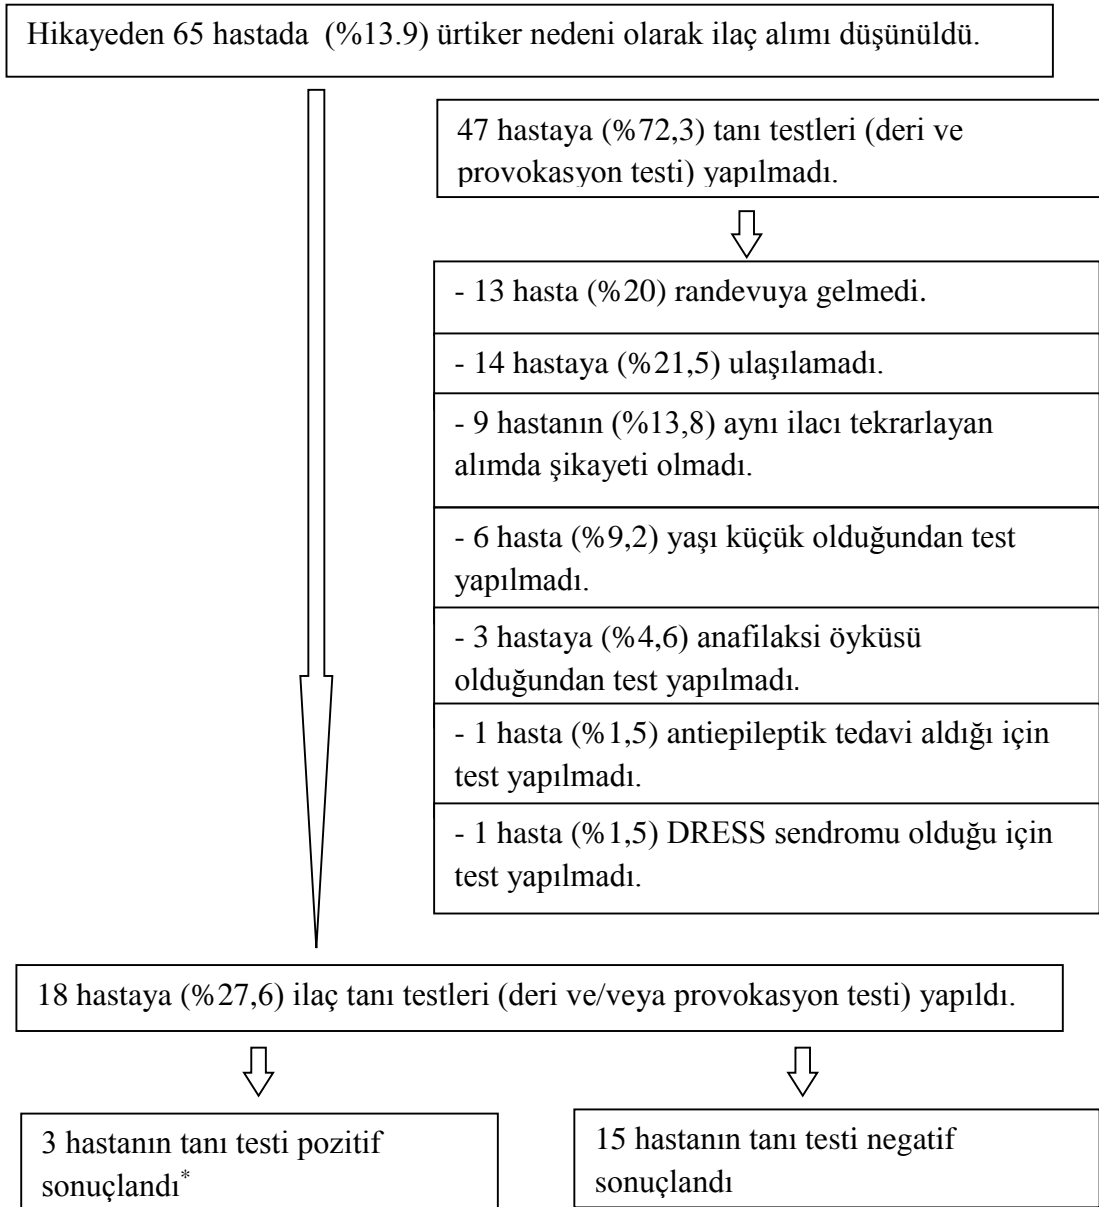 Hikayeden 65 hastada (%13.9) ürtiker nedeni olarak ilaç alımı düşünüldü.
47 hastaya (%72,3) tanı testleri (deri ve
provokasyon testi) yapılmadı.
- 13 hasta (%20) randevuya gelmedi.
- 14 hastaya (%21,5) ulaşılamadı.
- 9 hastanın (%13,8) aynı ilacı tekrarlayan
alımda şikayeti olmadı.
- 6 hasta (%9,2) yaşı küçük olduğundan test
yapılmadı.
- 3 hastaya (%4,6) anafilaksi öyküsü
olduğundan test yapılmadı.
- 1 hasta (%1,5) antiepileptik tedavi aldığı için
test yapılmadı.
- 1 hasta (%1,5) DRESS sendromu olduğu için
test yapılmadı.
18 hastaya (%27,6) ilaç tanı testleri (deri ve/veya provokasyon testi) yapıldı.
3 hastanın tanı testi pozitif
sonuçlandı*
15 hastanın tanı testi negatif
sonuçlandı